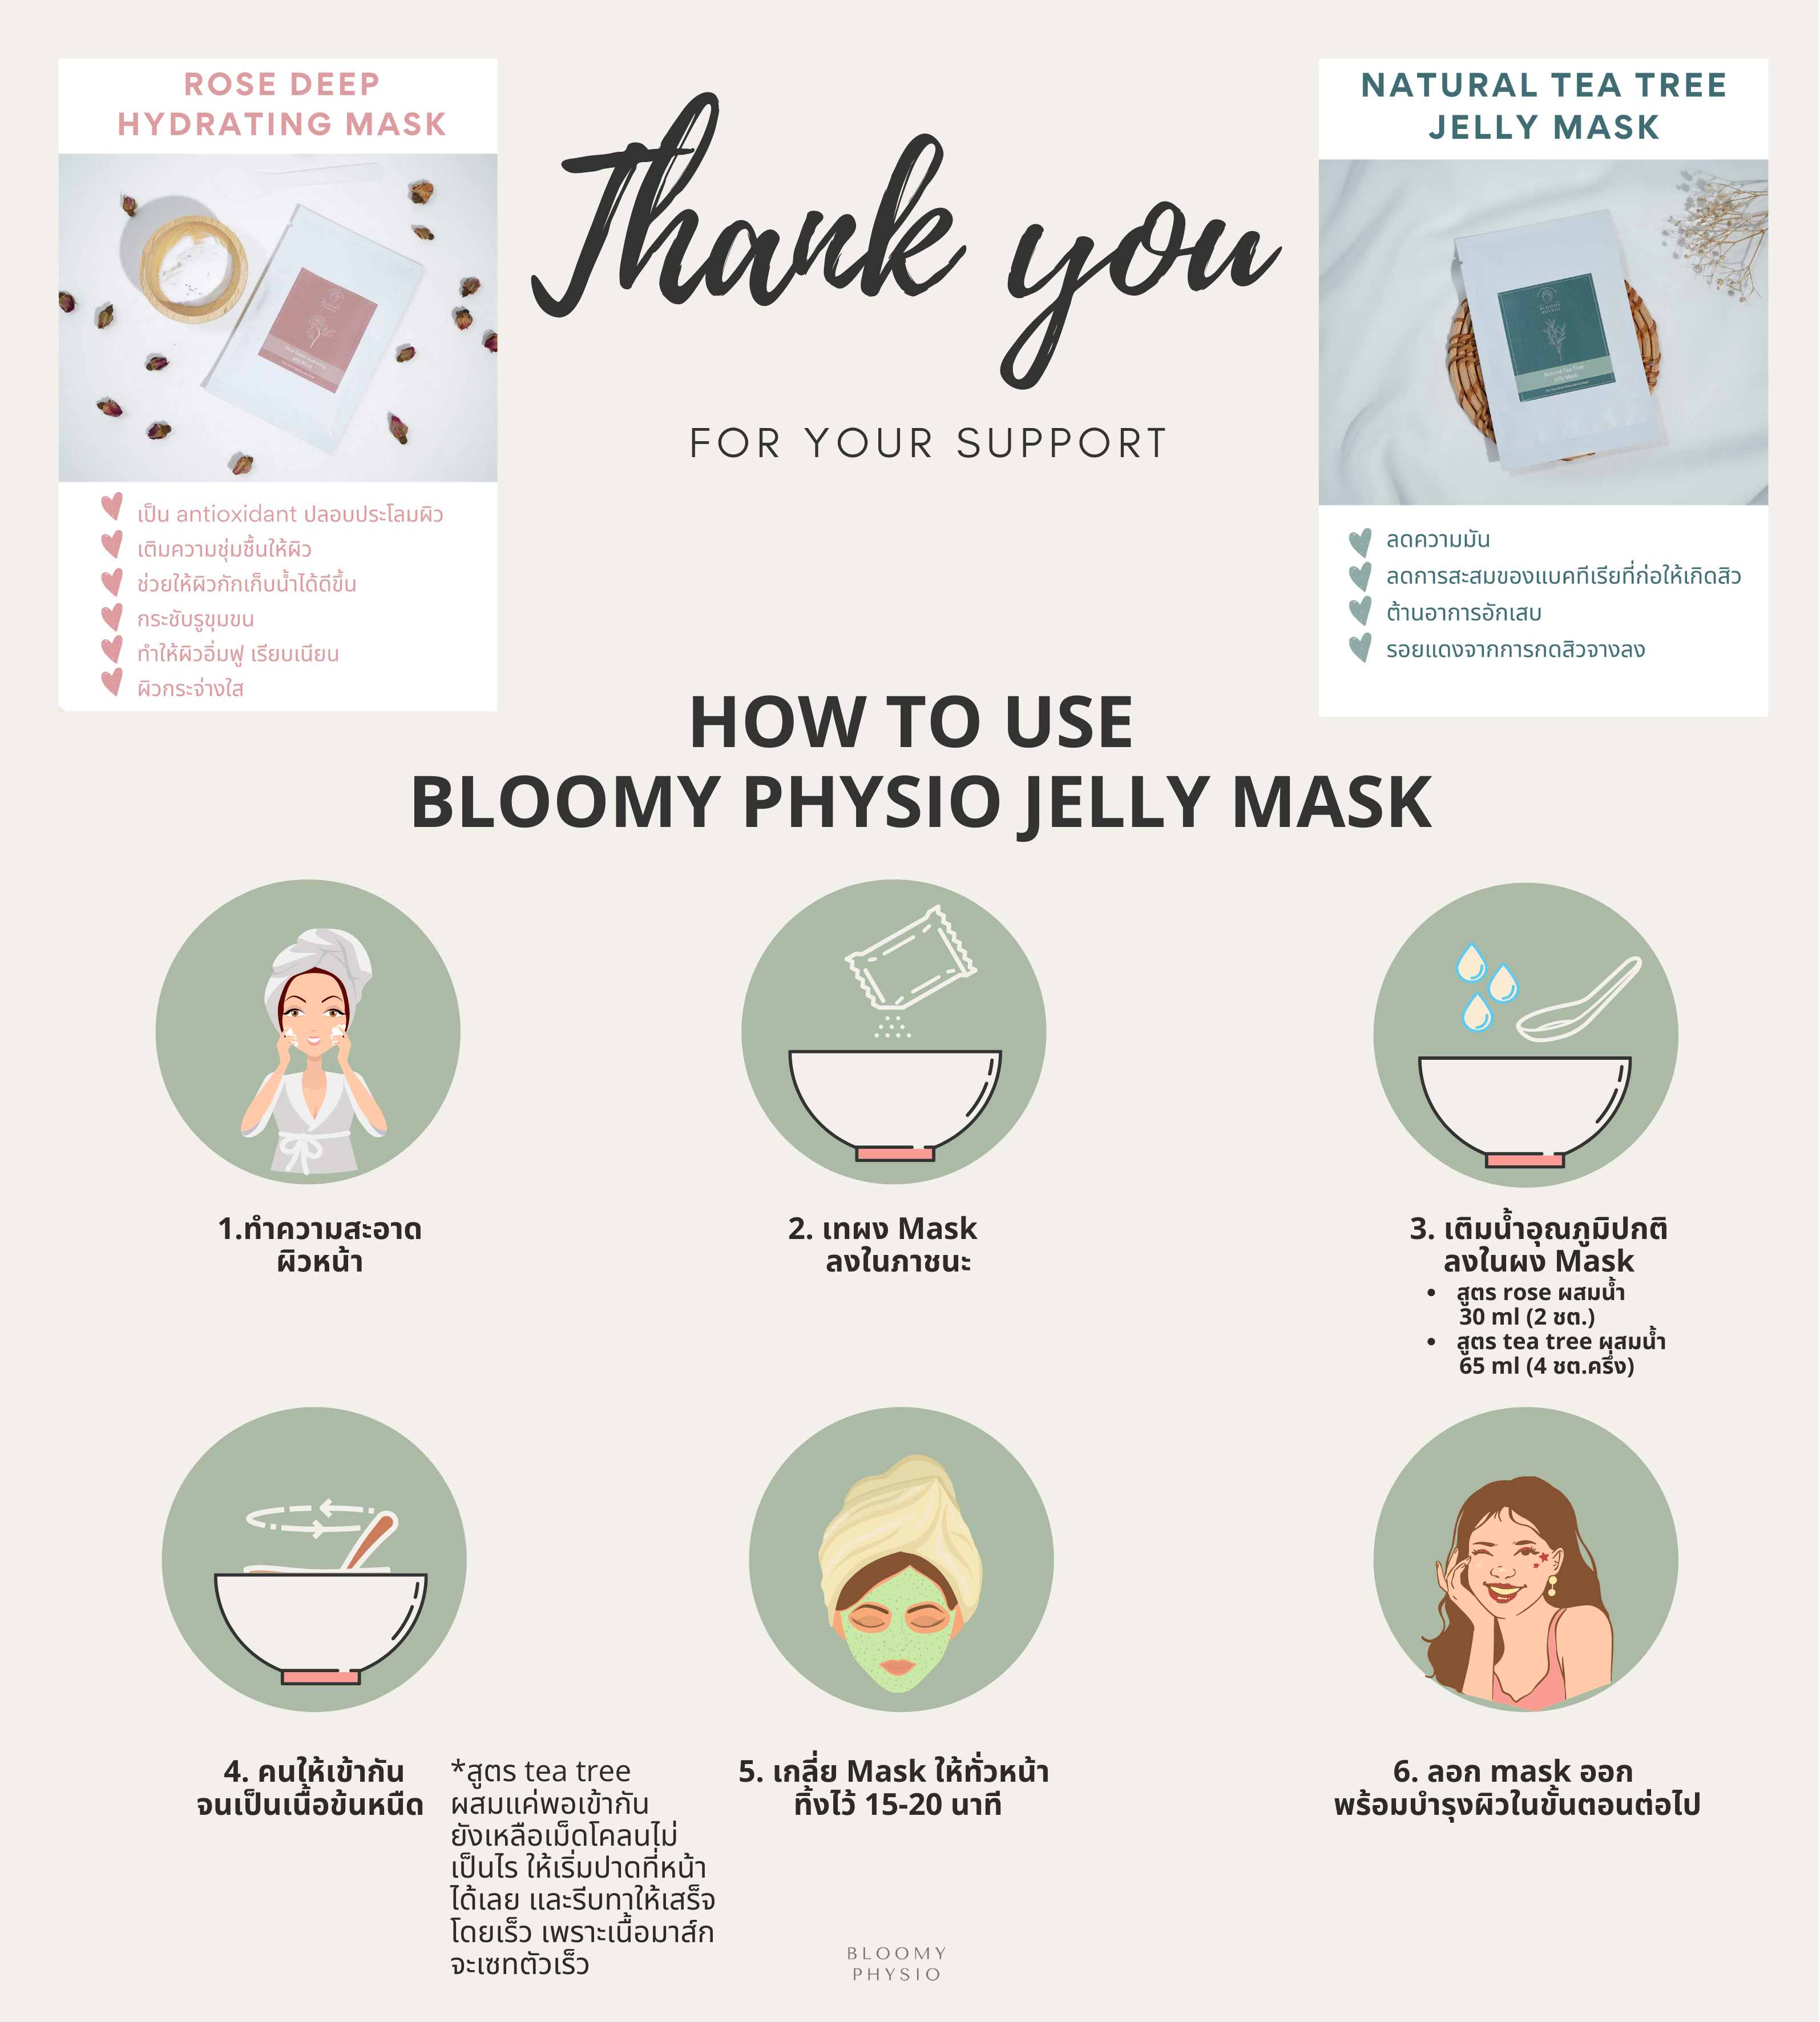 ROSE DEEP
HYDRATING MASK
เป็น antioxidant ปลอบประโลมผิว
เติมความชุ่มชื้นให้ผิว
ช่วยให้ผิวกักเก็บน้ำได้ดีขึ้น
กระชับรูขุมขน
ทำให้ผิวอิ่มฟู เรียบเนียน
ผิวกระจ่างใส
Thank you
FOR YOUR SUPPORT
NATURAL TEA TREE
JELLY MASK
BLOOMY
PHYSIO
Natural Tea Tree
Jelly Mask
ลดความมัน
ลดการสะสมของแบคทีเรียที่ก่อให้เกิดสิว
ต้านอาการอักเสบ
รอยแดงจากการกดสิวจางลง
HOW TO USE
BLOOMY PHYSIO JELLY MASK
1.ทำความสะอาด
ผิวหน้า
2. เทผง Mask
ลงในภาชนะ
3. เติมน้ำอุณภูมิปกติ
ลงในผง Mask
• สูตร rose ผสมน้ำ
30 ml (2 ชต.)
• สูตร tea tree ผสมน้ำ
65 ml (4 ชต.ครึ่ง)
4. คนให้เข้ากัน
จนเป็นเนื้อข้นหนืด
*สูตร tea tree
ผสมแค่พอเข้ากัน
ยังเหลือเม็ดโคลนไม่
เป็นไร ให้เริ่มปาดที่หน้า
ได้เลย และรีบทาให้เสร็จ
โดยเร็ว เพราะเนื้อมาส์ก
จะเซทตัวเร็ว
5. เกลี่ย Mask ให้ทั่วหน้า
ทิ้งไว้ 15-20 นาที
6. ลอก mask ออก
พร้อมบำรุงผิวในขั้นตอนต่อไป
BLOOMY
PHYSIO